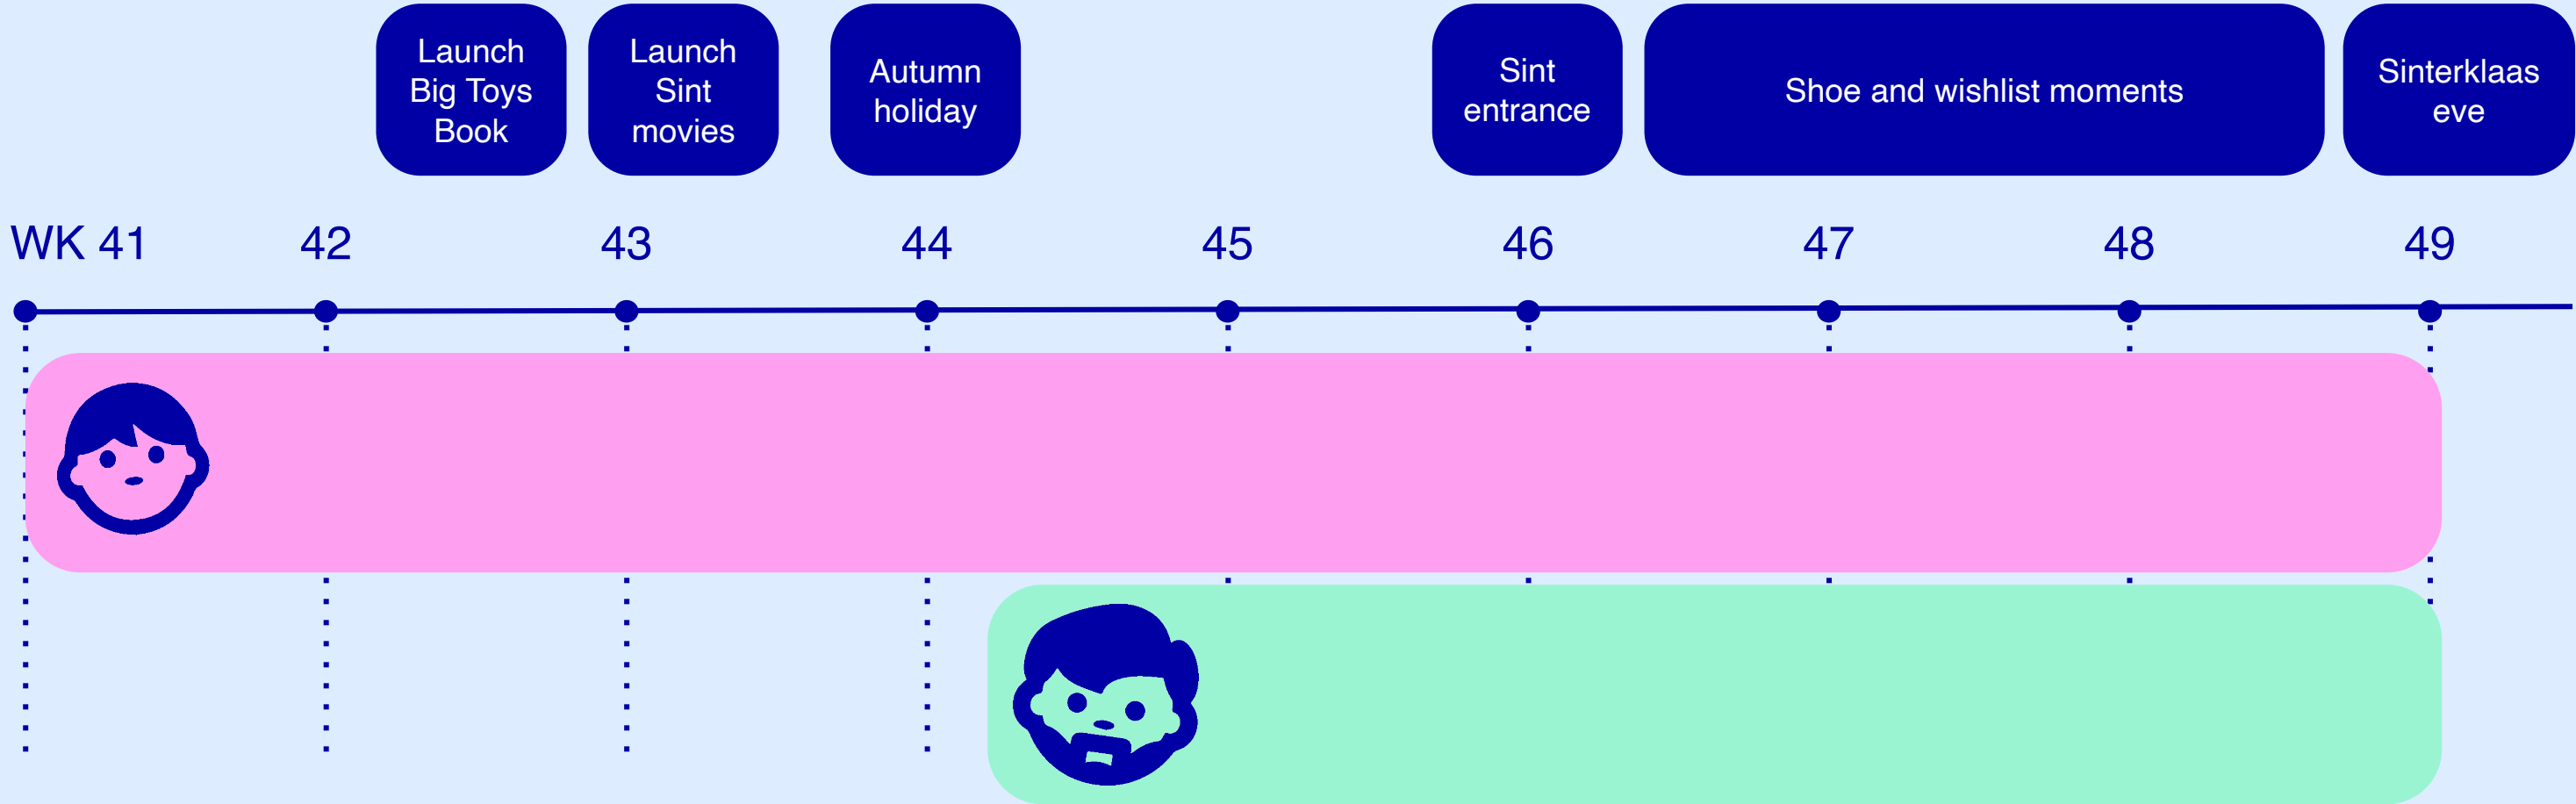 Launch
Big Toys
Book
Launch
Sint
movies
Autumn
holiday
Sint
entrance
Shoe and wishlist moments
Sinterklaas
eve
WK 41 42 43 44 45 46 47 48 49